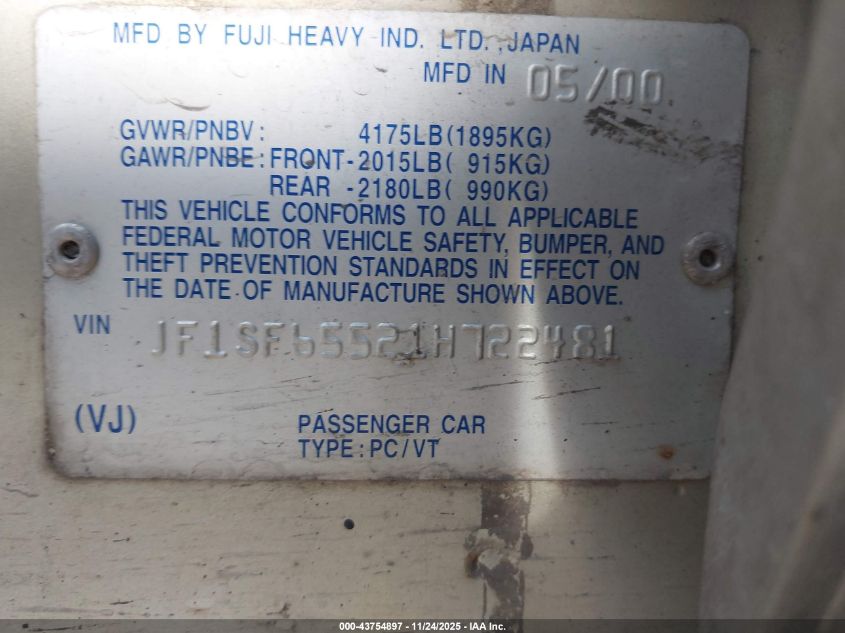 MFD BY FUJI HEAVY IND. LTD., JAPAN
MFD IN 05/00
GVWR/PNBV: 4175LB(1895KG)
GAWR/PNBE:FRONT-2015LB( 915KG)
REAR -2180LB( 990KG)
THIS VEHICLE CONFORMS TO ALL APPLICABLE
FEDERAL MOTOR VEHICLE SAFETY, BUMPER, AND
THEFT PREVENTION STANDARDS IN EFFECT ON
THE DATE OF MANUFACTURE SHOWN ABOVE.
VIN JF1SF65521H722481
(VJ) PASSENGER CAR
TYPE:PC/VT
000-43754897 - 11/24/2025 - IAA Inc.